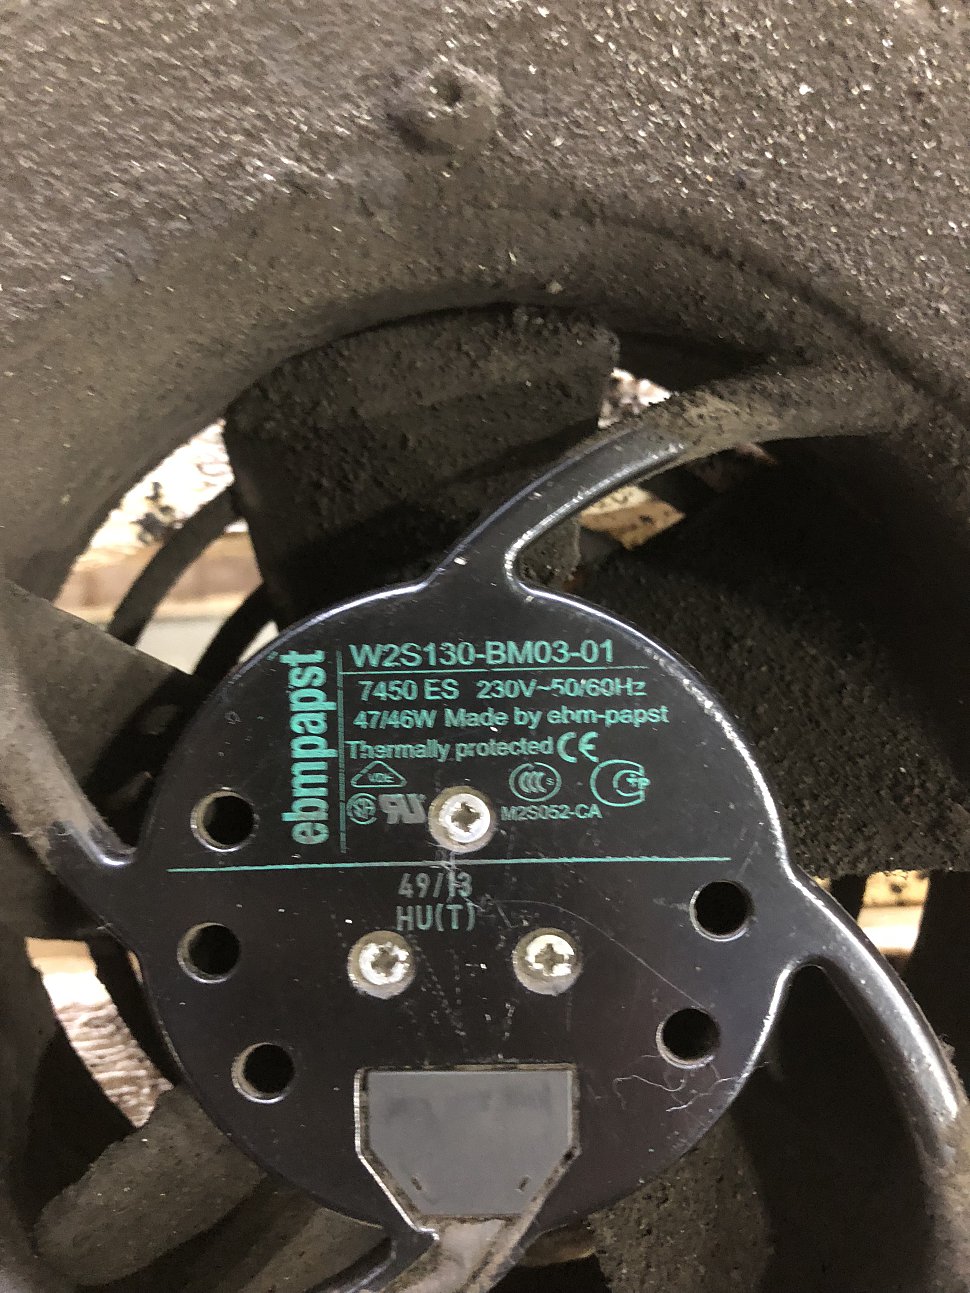 ebmpapst
W2S130-BM03-01
7450 ES 230V~50/60Hz
47/46W Made by ebm-papst
Thermally protected CE
VDE
M2S052-CA
49/13
HU(T)